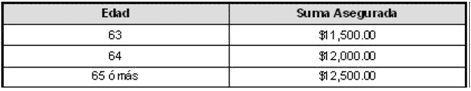 Edad Suma Asegurada
63 $11,500.00
64 $12,000.00
65 ó más $12,500.00